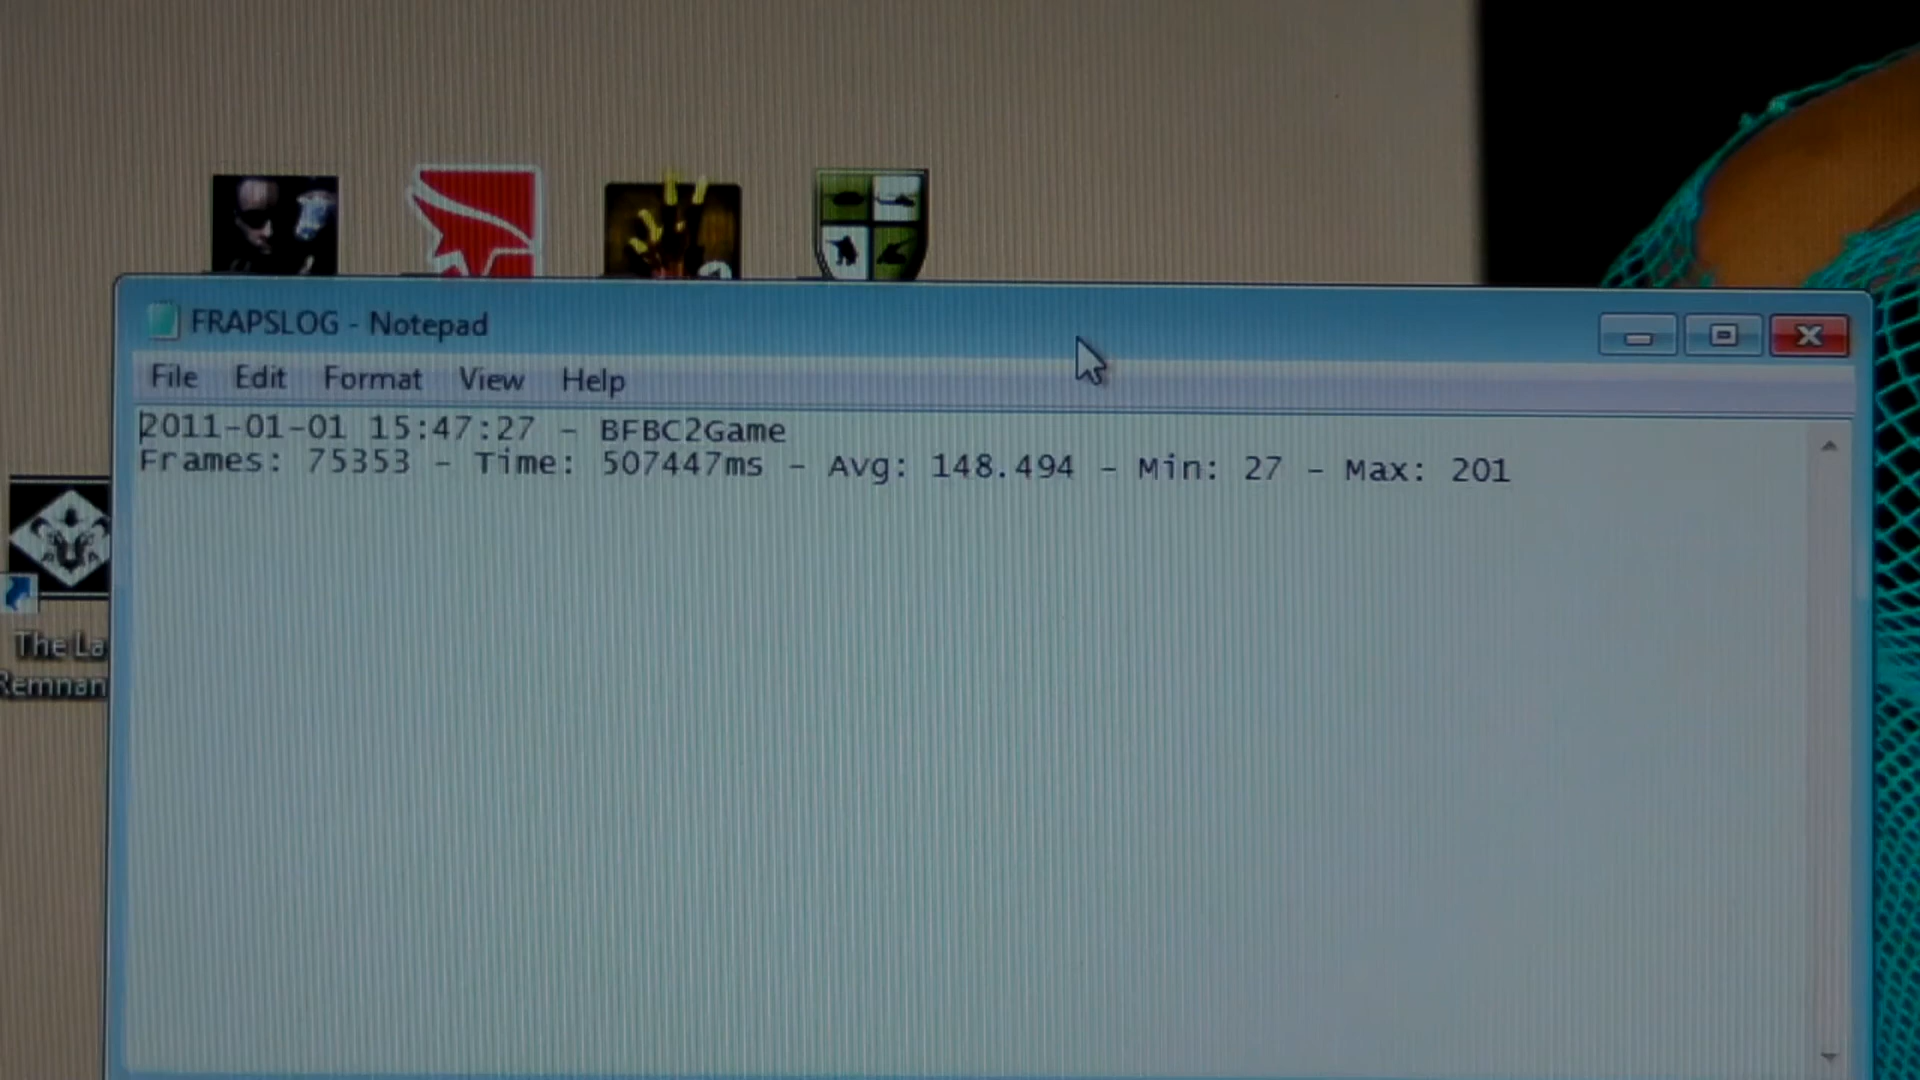 FRAPSLOG - Notepad
File Edit Format View Help
2011-01-01 15:47:27 - BFBC2Game
Frames: 75353 - Time: 507447ms - Avg: 148.494 - Min: 27 - Max: 201
The La
Remnan